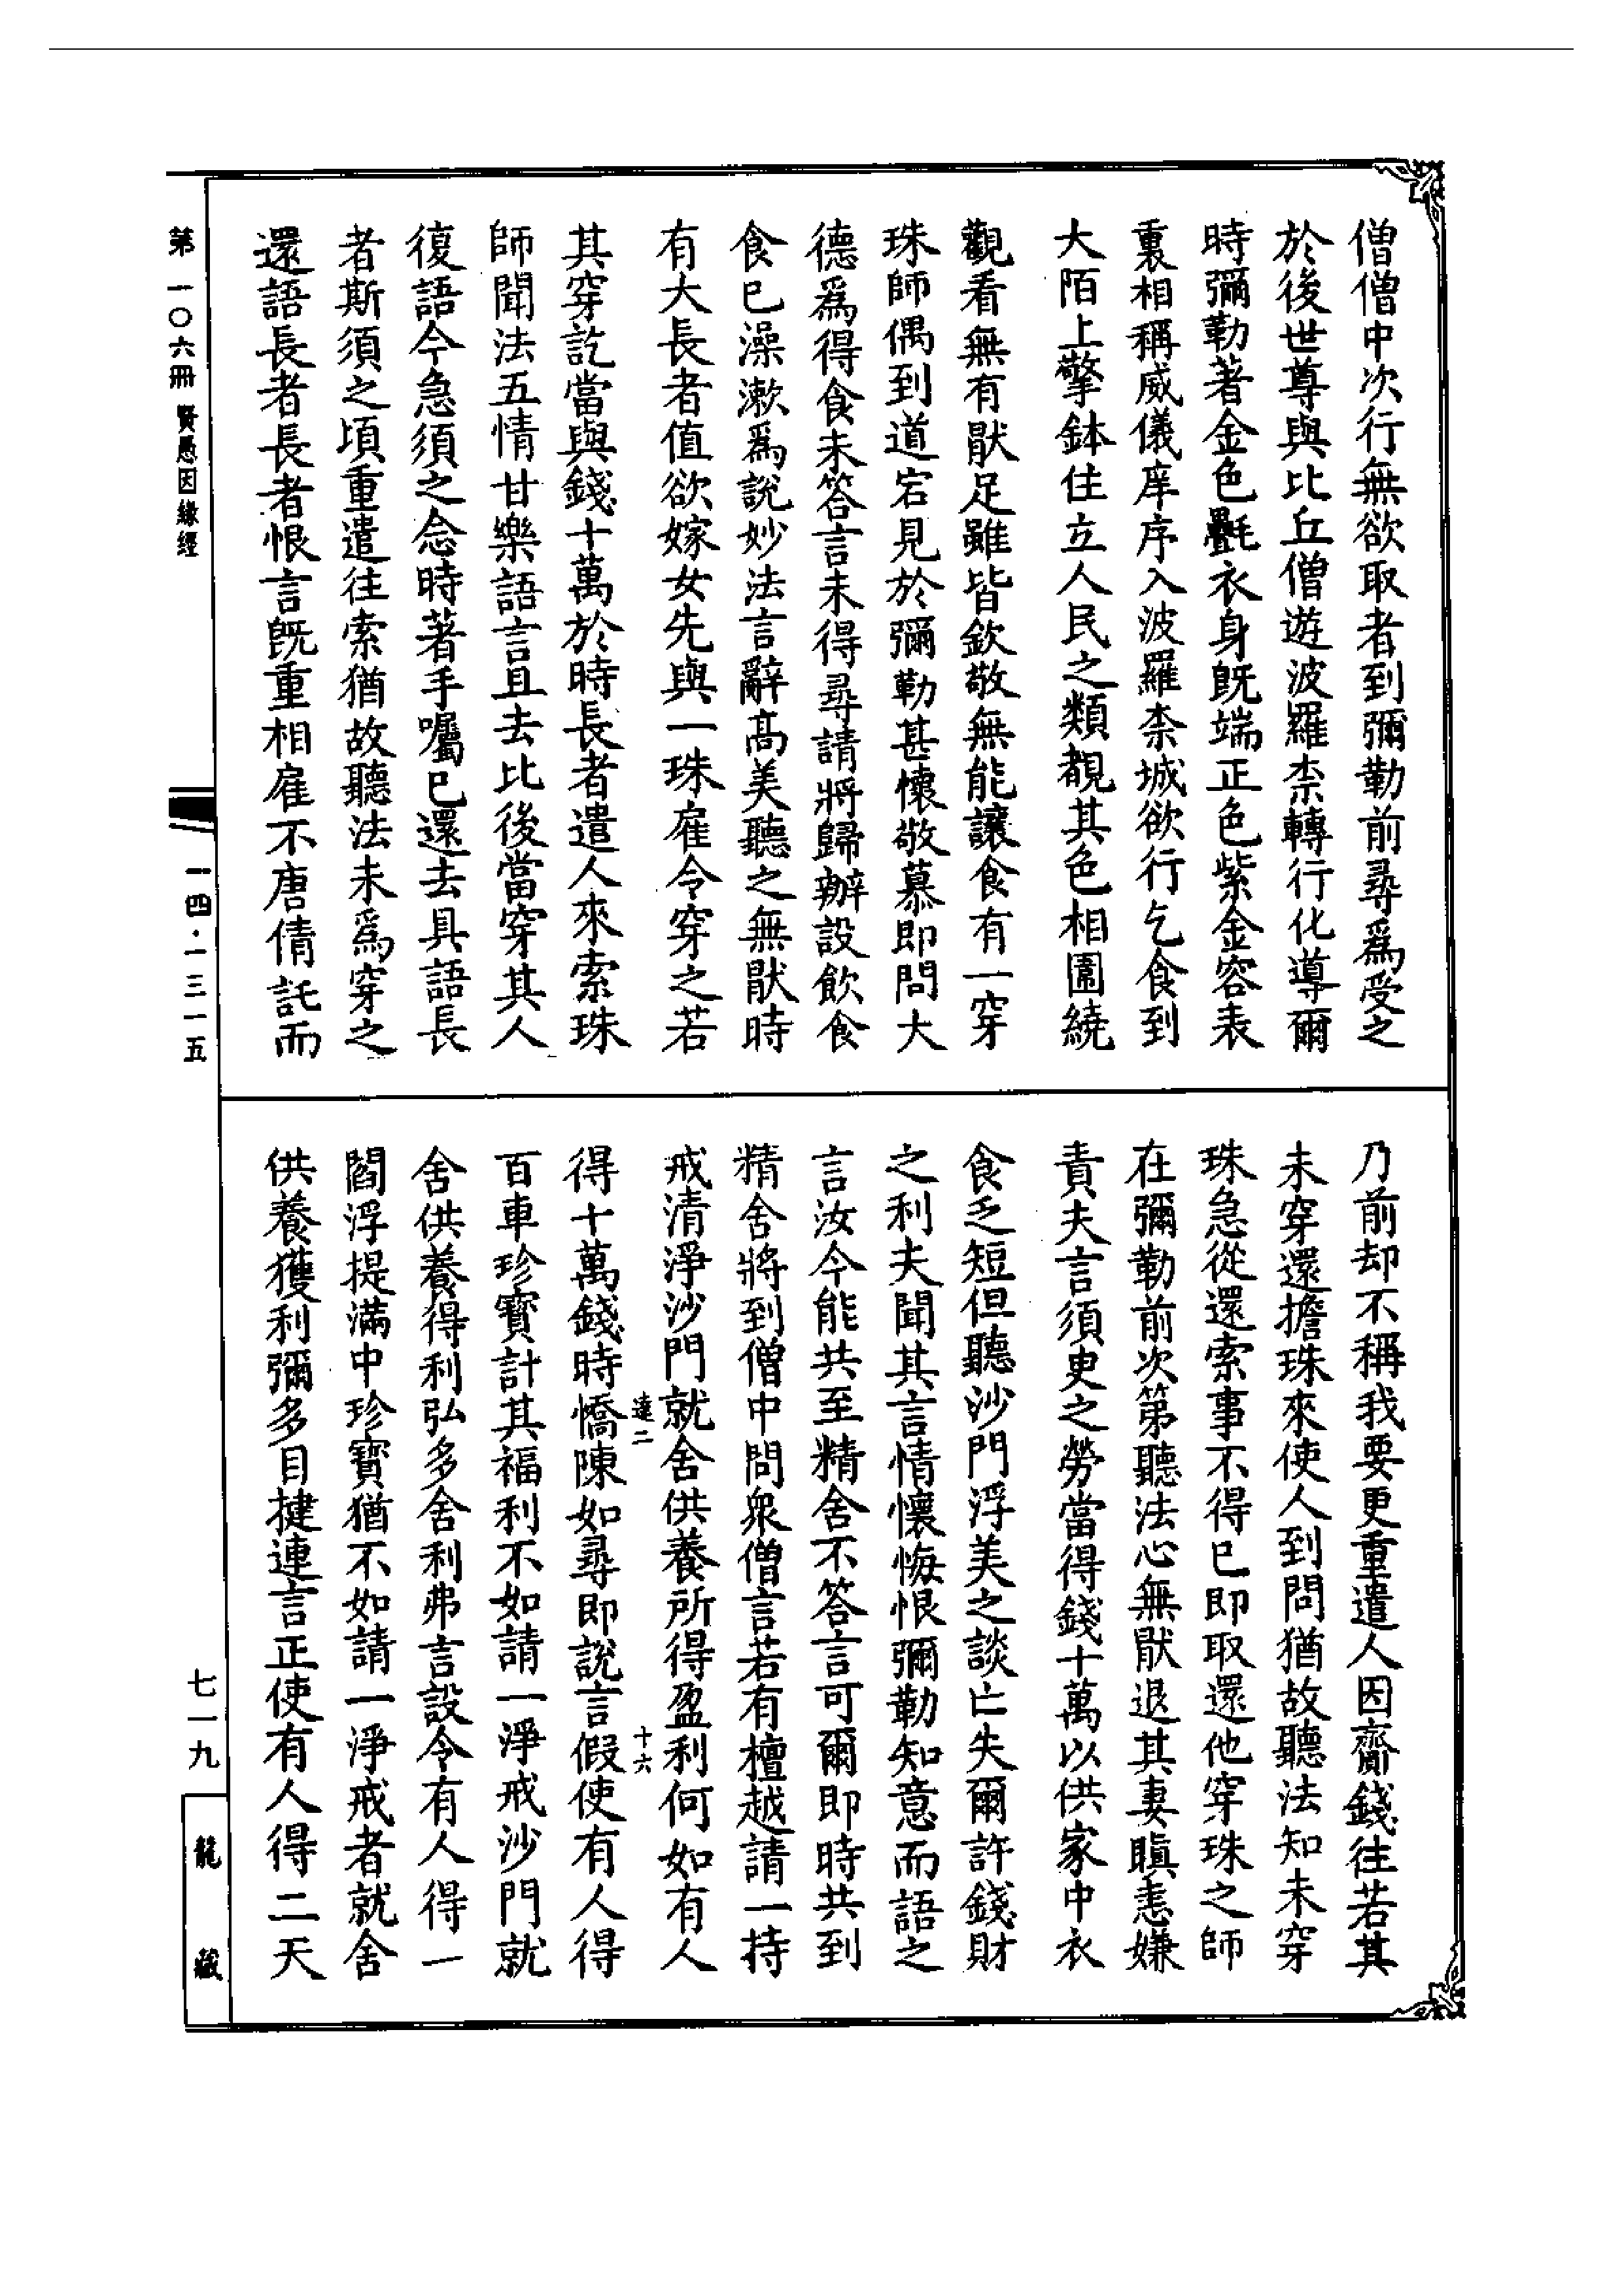 僧僧中次行無欲取者到彌勒前尋爲受之
於後世尊與比丘僧遊波羅柰轉行化導爾
時彌勒著金色㲲衣身旣端正色紫金容表
裏相稱威儀庠序入波羅柰城欲行乞食到
大陌上擎鉢住立人民之類覩其色相圍繞
觀看無有猒足雖皆欽敬無能讓食有一穿
珠師偶到道宕見於彌勒甚懷敬慕即問大
德爲得食未答言未得尋請將歸辦設飲食
食已澡漱爲說妙法言辭高美聽之無猒時
有大長者値欲嫁女先與一珠雇令穿之若
其穿訖當與錢十萬於時長者遣人來索珠
師聞法五情甘樂語言且去比後當穿其人
復語今急須之念時著手囑已還去具語長
者斯須之頃重遣往索猶故聽法未爲穿之
還語長者長者恨言旣重相雇不唐倩託而
乃前却不稱我要更重遣人因齎錢往若其
未穿還擔珠來使人到問猶故聽法知未穿
珠急從還索事不得已即取還他穿珠之師
在彌勒前次第聽法心無猒退其妻瞋恚嫌
責夫言須臾之勞當得錢十萬以供家中衣
食乏短但聽沙門浮美之談亡失爾許錢財
之利夫聞其言情懷悔恨彌勒知意而語之
言汝今能共至精舍不答言可爾即時共到
精舍將到僧中問衆僧言若有檀越請一持
戒清淨沙門就舍供養所得盈利何如有人
達二 十六
得十萬錢時憍陳如尋即說言假使有人得
百車珍寶計其福利不如請一淨戒沙門就
舍供養得利弘多舍利弗言設令有人得一
閻浮提滿中珍寶猶不如請一淨戒者就舍
供養獲利彌多目揵連言正使有人得二天
第一〇六冊 賢愚因緣經
一四·一三一五
七一九
龍藏